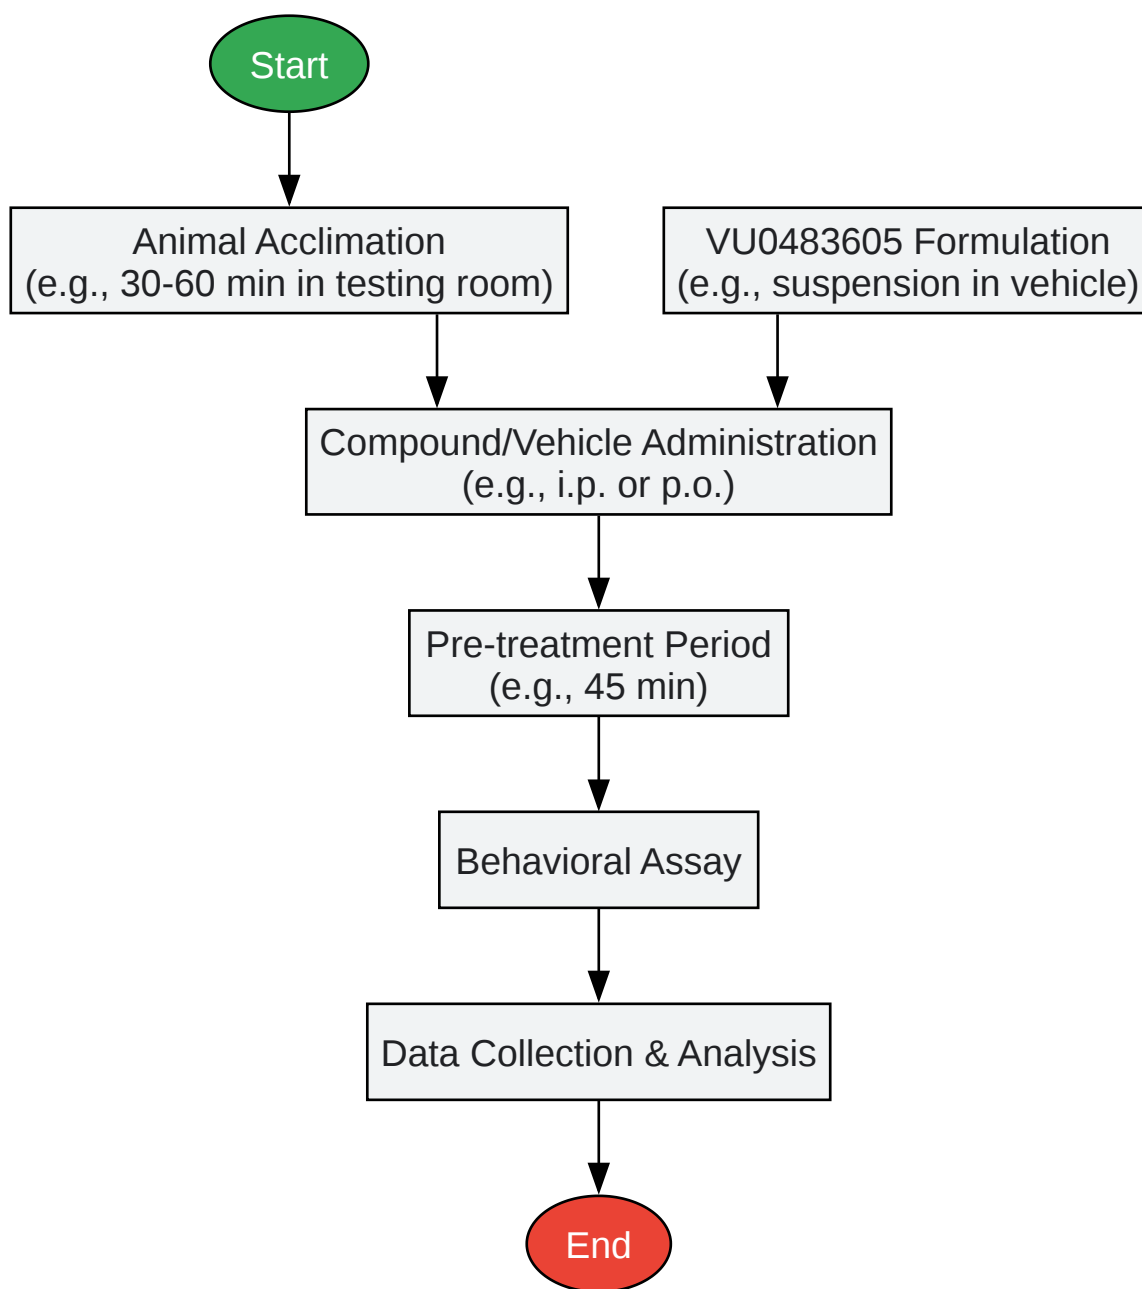 Start
Animal Acclimation
(e.g., 30-60 min in testing room)
VU0483605 Formulation
(e.g., suspension in vehicle)
Compound/Vehicle Administration
(e.g., i.p. or p.o.)
Pre-treatment Period
(e.g., 45 min)
Behavioral Assay
Data Collection & Analysis
End